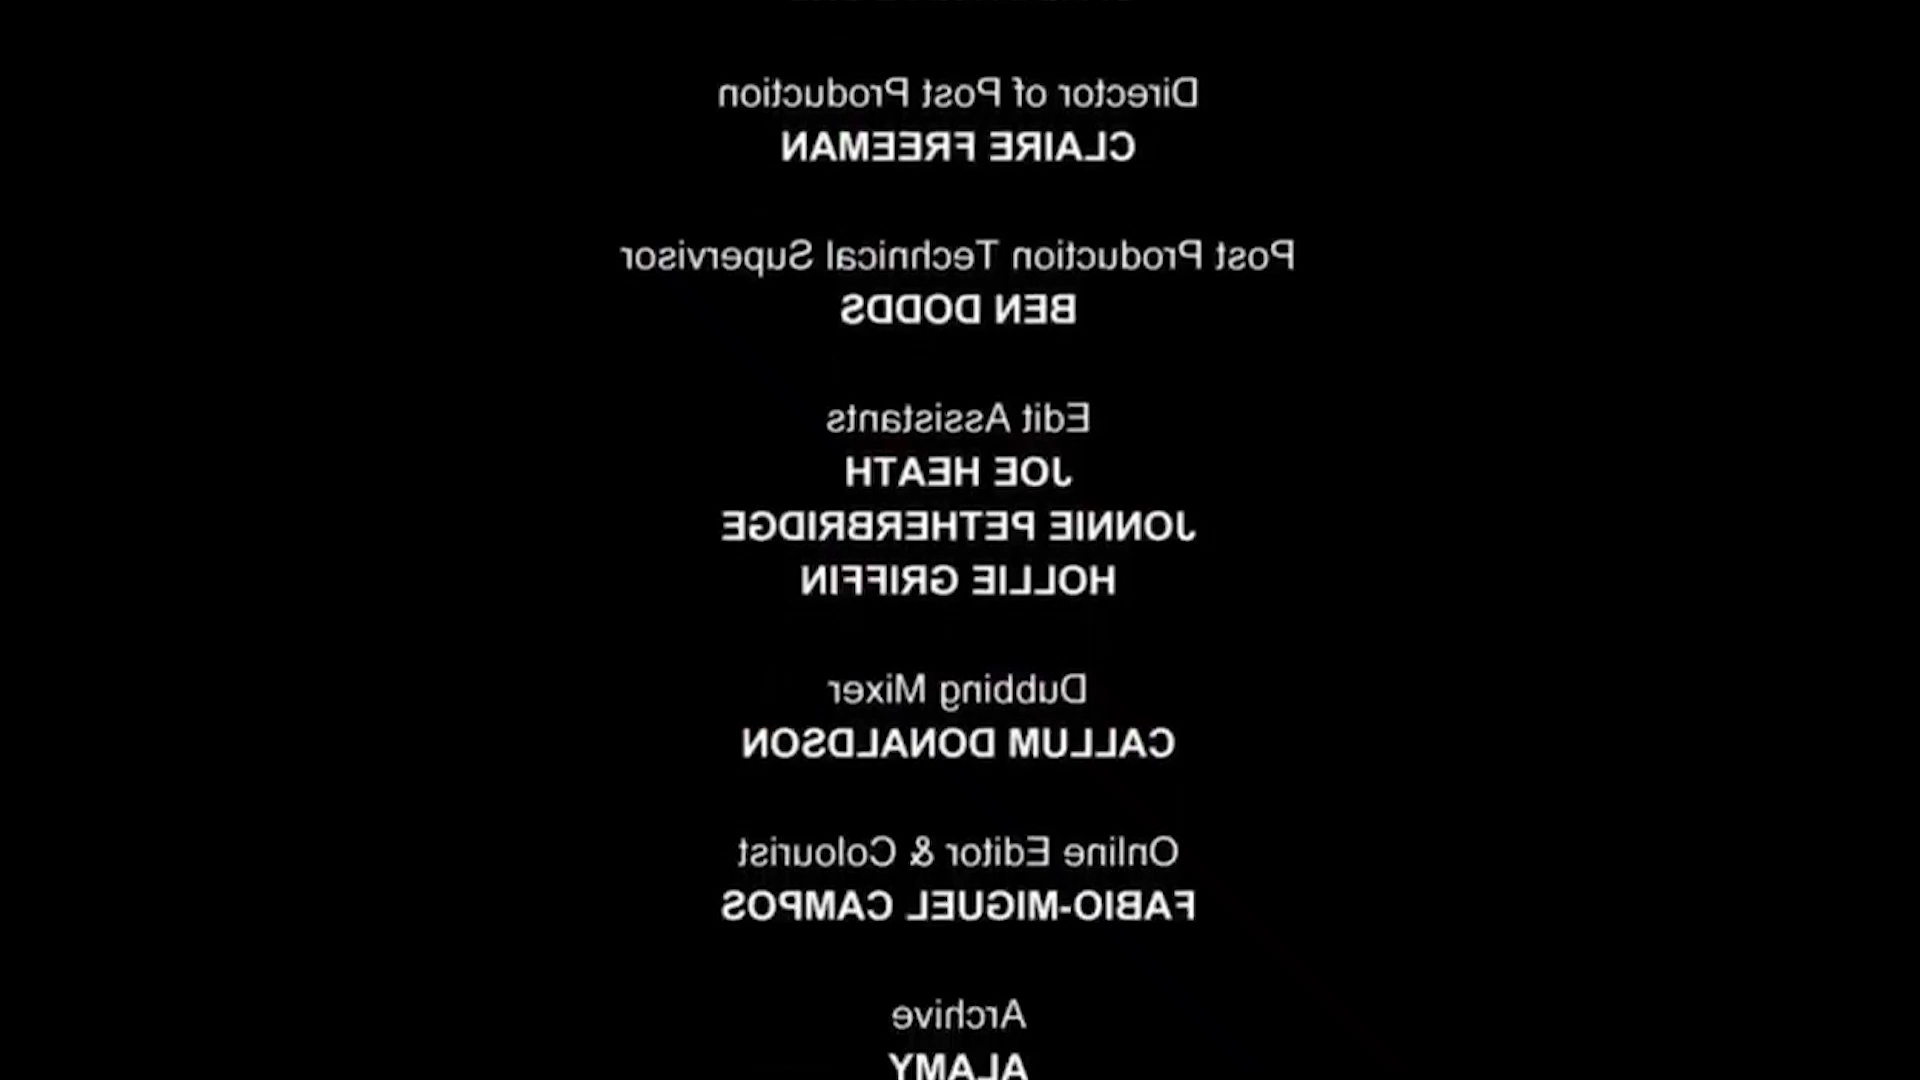 Director of Post Production
CLAIRE FREEMAN
Post Production Technical Supervisor
BEN DODDS
Edit Assistants
JOE HEATH
JONNIE PETHERBRIDGE
HOLLIE GRIFFIN
Dubbing Mixer
CALLUM DONALDSON
Online Editor & Colourist
FABIO-MIGUEL CAMPOS
Archive
ALAMY